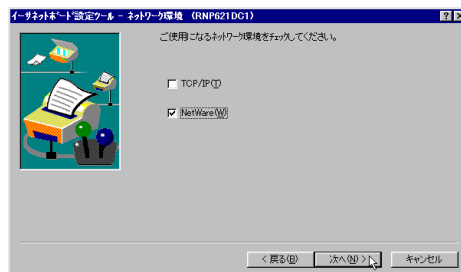 イーサネットボード設定ツール - ネットワーク環境 (RNP621DC1)
ご使用になるネットワーク環境をチェックしてください。
TCP/IP(T)
NetWare(W)
< 戻る(B)
次へ(N) >
キャンセル